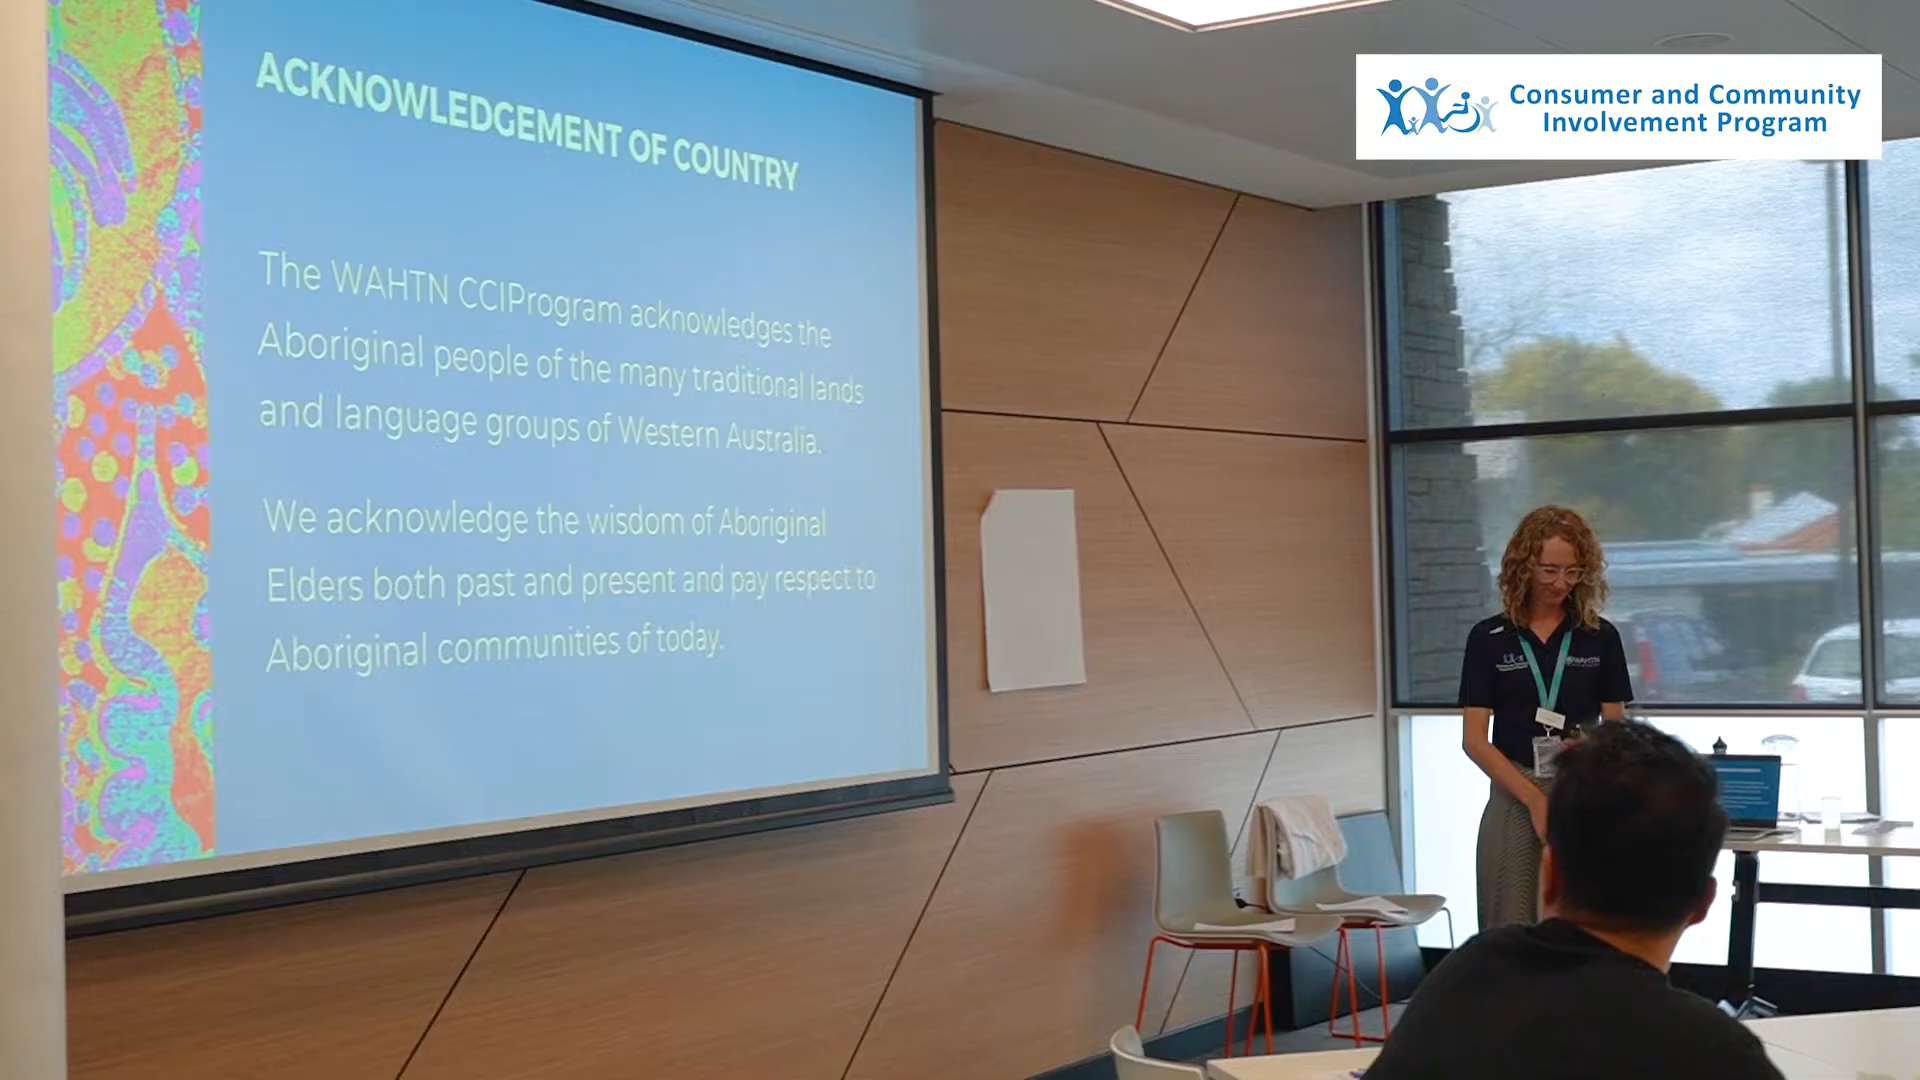 ACKNOWLEDGEMENT OF COUNTRY
The WAHTN CCIProgram acknowledges the
Aboriginal people of the many traditional lands
and language groups of Western Australia.
We acknowledge the wisdom of Aboriginal
Elders both past and present and pay respect to
Aboriginal communities of today.
Consumer and Community
Involvement Program
WAHTN